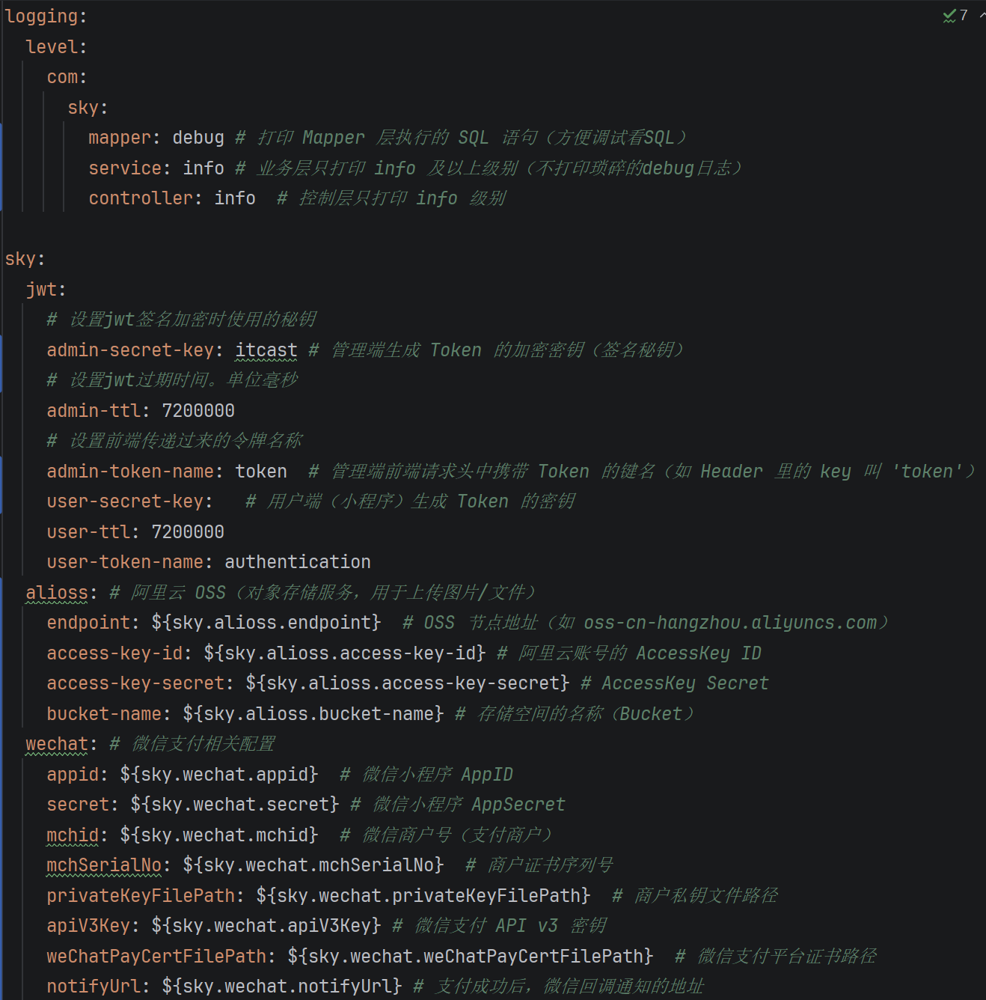 logging:
7
level:
com:
sky:
mapper: debug # 打印 Mapper 层执行的 SQL 语句（方便调试看SQL）
service: info # 业务层只打印 info 及以上级别（不打印琐碎的debug日志）
controller: info  # 控制层只打印 info 级别
sky:
jwt:
# 设置jwt签名加密时使用的秘钥
admin-secret-key: itcast # 管理端生成 Token 的加密密钥（签名秘钥）
# 设置jwt过期时间。单位毫秒
admin-ttl: 7200000
# 设置前端传递过来的令牌名称
admin-token-name: token  # 管理端前端请求头中携带 Token 的键名（如 Header 里的 key 叫 'token'）
user-secret-key:   # 用户端（小程序）生成 Token 的密钥
user-ttl: 7200000
user-token-name: authentication
alioss: # 阿里云 OSS（对象存储服务，用于上传图片/文件）
endpoint: ${sky.alioss.endpoint}  # OSS 节点地址（如 oss-cn-hangzhou.aliyuncs.com）
access-key-id: ${sky.alioss.access-key-id} # 阿里云账号的 AccessKey ID
access-key-secret: ${sky.alioss.access-key-secret} # AccessKey Secret
bucket-name: ${sky.alioss.bucket-name} # 存储空间的名称（Bucket）
wechat: # 微信支付相关配置
appid: ${sky.wechat.appid}  # 微信小程序 AppID
secret: ${sky.wechat.secret} # 微信小程序 AppSecret
mchid: ${sky.wechat.mchid}  # 微信商户号（支付商户）
mchSerialNo: ${sky.wechat.mchSerialNo}  # 商户证书序列号
privateKeyFilePath: ${sky.wechat.privateKeyFilePath}  # 商户私钥文件路径
apiV3Key: ${sky.wechat.apiV3Key} # 微信支付 API v3 密钥
weChatPayCertFilePath: ${sky.wechat.weChatPayCertFilePath}  # 微信支付平台证书路径
notifyUrl: ${sky.wechat.notifyUrl} # 支付成功后，微信回调通知的地址